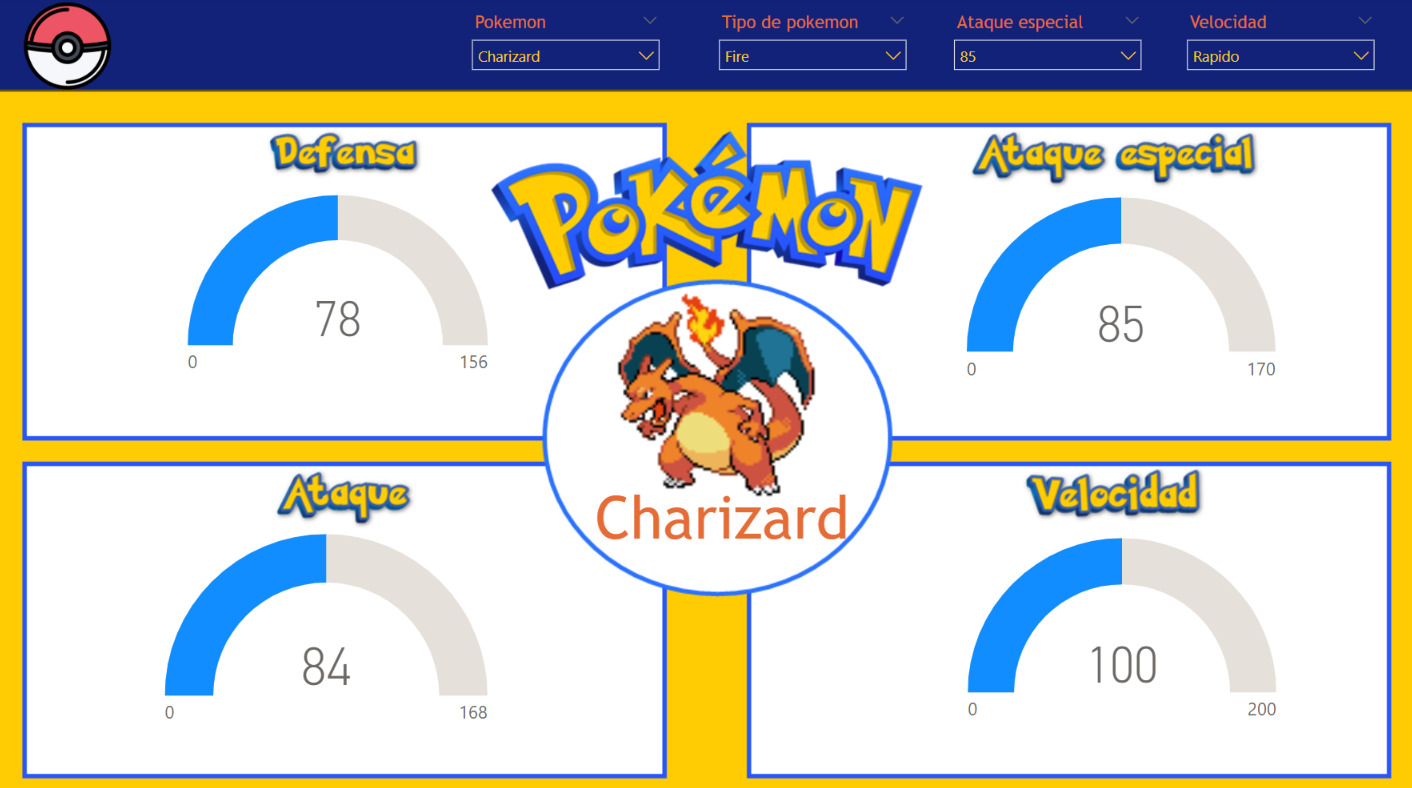 Pokemon
Tipo de pokemon
Ataque especial
Velocidad
Charizard
Fire
85
Rapido
Defensa
78
0
156
POKéMON
Ataque especial
85
0
170
Charizard
Ataque
84
0
168
Velocidad
100
0
200